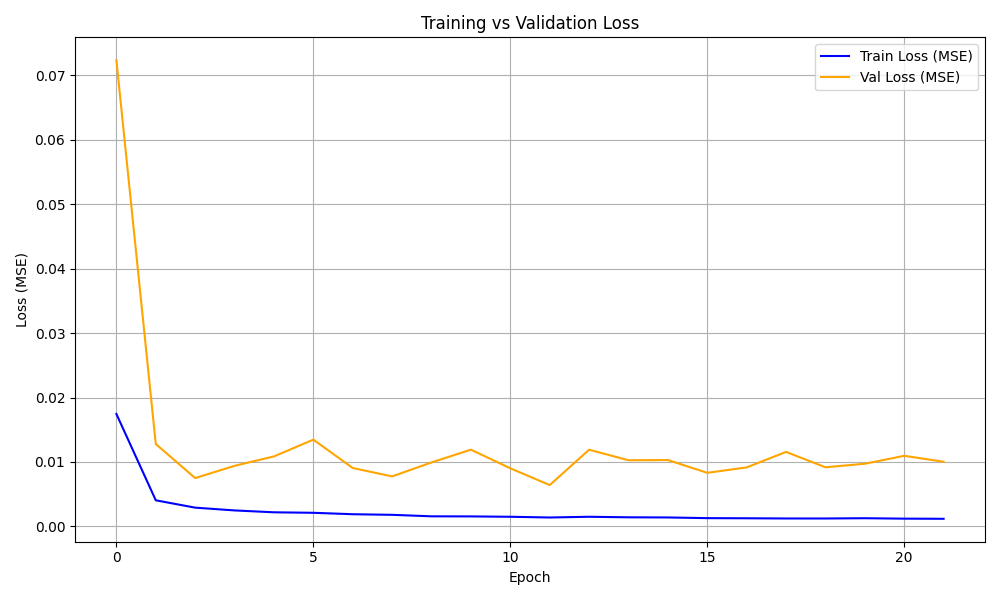 Training vs Validation Loss
Train Loss (MSE)
Val Loss (MSE)
Loss (MSE)
0.07
0.06
0.05
0.04
0.03
0.02
0.01
0.00
0 5 10 15 20
Epoch